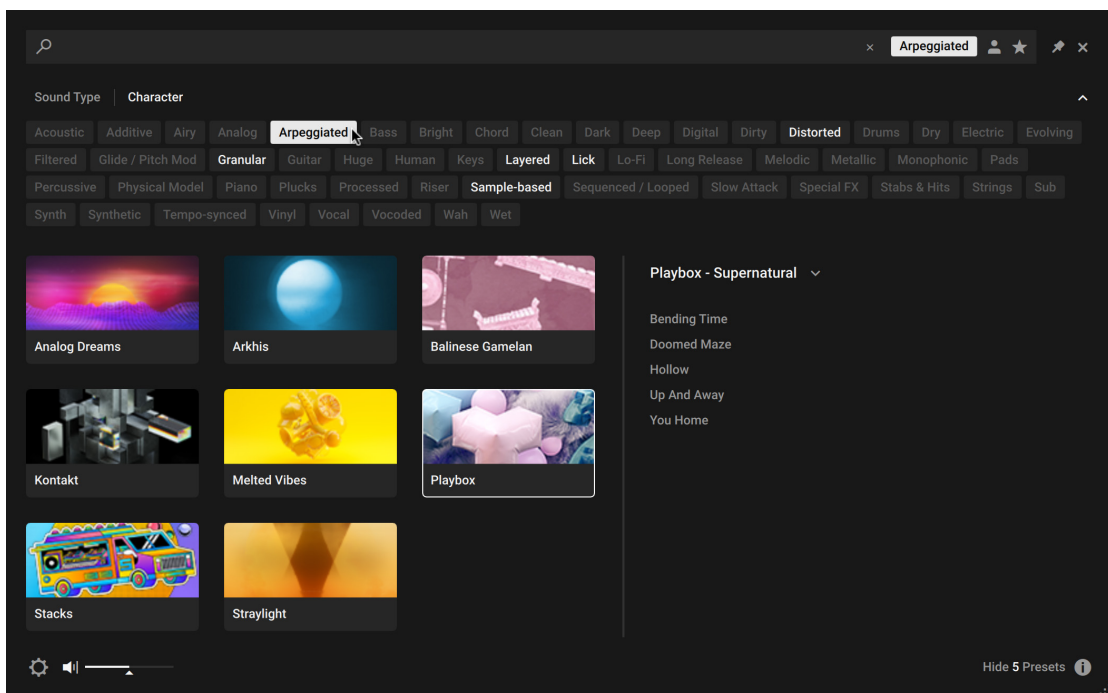 Arpeggiated
Sound Type Character
Acoustic Additive Airy Analog Arpeggiated Bass Bright Chord Clean Dark Deep Digital Dirty Distorted Drums Dry Electric Evolving
Filtered Glide / Pitch Mod Granular Guitar Huge Human Keys Layered Lick Lo-Fi Long Release Melodic Metallic Monophonic Pads
Percussive Physical Model Piano Plucks Processed Riser Sample-based Sequenced / Looped Slow Attack Special FX Stabs & Hits Strings Sub
Synth Synthetic Tempo-synced Vinyl Vocal Vocoded Wah Wet
Analog Dreams
Arkhis
Balinese Gamelan
Kontakt
Melted Vibes
Playbox
Stacks
Straylight
Playbox - Supernatural
Bending Time
Doomed Maze
Hollow
Up And Away
You Home
Hide 5 Presets